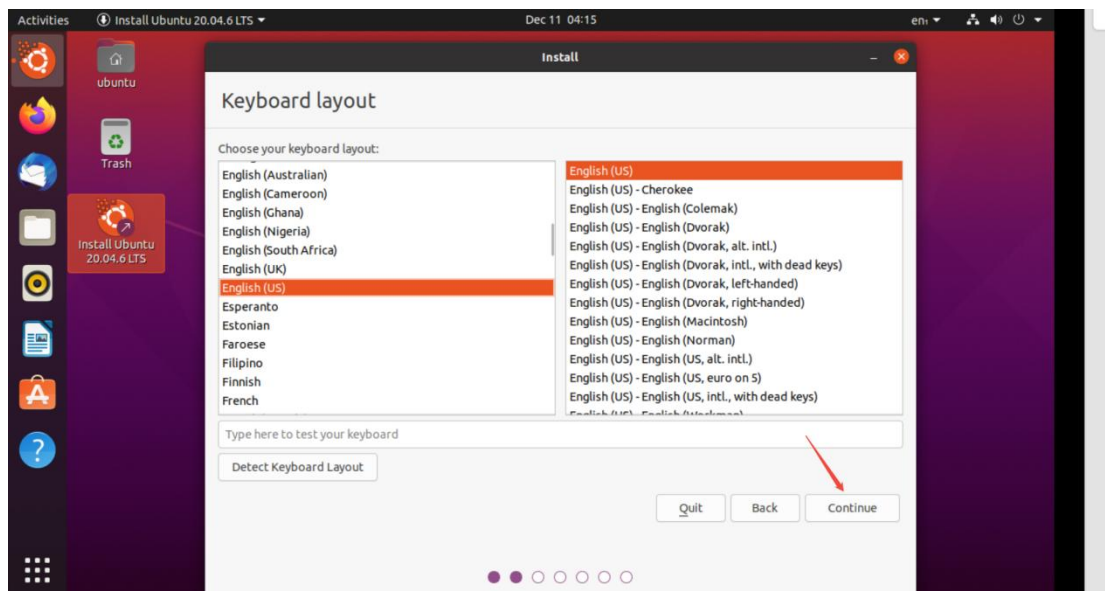 Activities
Install Ubuntu 20.04.6 LTS
Dec 11 04:15
en₁
ubuntu
Trash
Install Ubuntu
20.04.6 LTS
Install
Keyboard layout
Choose your keyboard layout:
English (Australian)
English (Cameroon)
English (Ghana)
English (Nigeria)
English (South Africa)
English (UK)
English (US)
Esperanto
Estonian
Faroese
Filipino
Finnish
French
English (US)
English (US) - Cherokee
English (US) - English (Colemak)
English (US) - English (Dvorak)
English (US) - English (Dvorak, alt. intl.)
English (US) - English (Dvorak, intl., with dead keys)
English (US) - English (Dvorak, left-handed)
English (US) - English (Dvorak, right-handed)
English (US) - English (Macintosh)
English (US) - English (Norman)
English (US) - English (US, alt. intl.)
English (US) - English (US, euro on 5)
English (US) - English (US, intl., with dead keys)
English (US) - English (Workman)
Type here to test your keyboard
Detect Keyboard Layout
Quit
Back
Continue